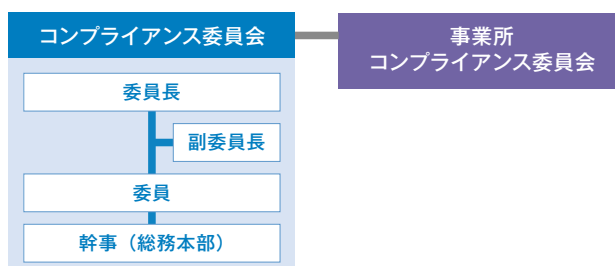 コンプライアンス委員会
事業所
コンプライアンス委員会
委員長
副委員長
委員
幹事（総務本部）